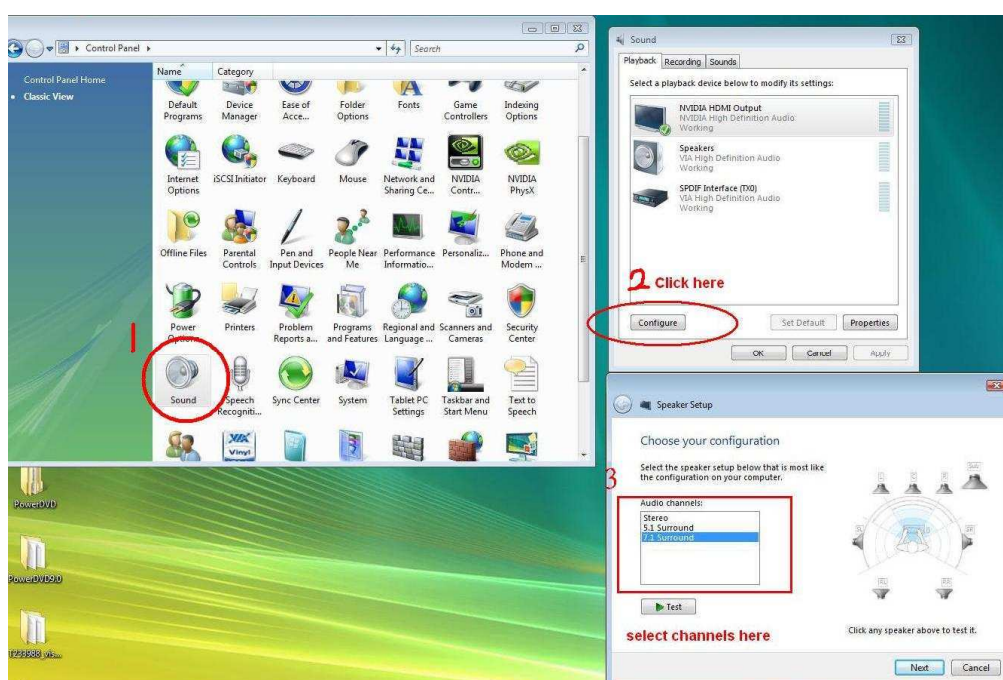 Control Panel
Search
Control Panel Home
Classic View
Name Category
Default Programs
Device Manager
Ease of Acce...
Folder Options
Fonts
Game Controllers
Indexing Options
Internet Options
iSCSI Initiator
Keyboard
Mouse
Network and Sharing Ce...
NVIDIA Contr...
NVIDIA PhysX
Offline Files
Parental Controls
Pen and Input Devices
People Near Me
Performance Informatio...
Personaliz...
Phone and Modem ...
1
Power Options
Printers
Problem Reports a...
Programs and Features
Regional and Language ...
Scanners and Cameras
Security Center
Sound
Speech Recogniti...
Sync Center
System
Tablet PC Settings
Taskbar and Start Menu
Text to Speech
VIA
Vinyl
PowerDVD
PowerDVD9.0
Sound
Playback Recording Sounds
Select a playback device below to modify its settings:
NVIDIA HDMI Output
NVIDIA High Definition Audio
Working
Speakers
VIA High Definition Audio
Working
SPDIF Interface (TX0)
VIA High Definition Audio
Working
2 Click here
Configure Set Default Properties
OK Cancel Apply
Speaker Setup
Choose your configuration
Select the speaker setup below that is most like
the configuration on your computer.
3
Audio channels:
Stereo
5.1 Surround
7.1 Surround
Test
select channels here
Click any speaker above to test it.
Next Cancel